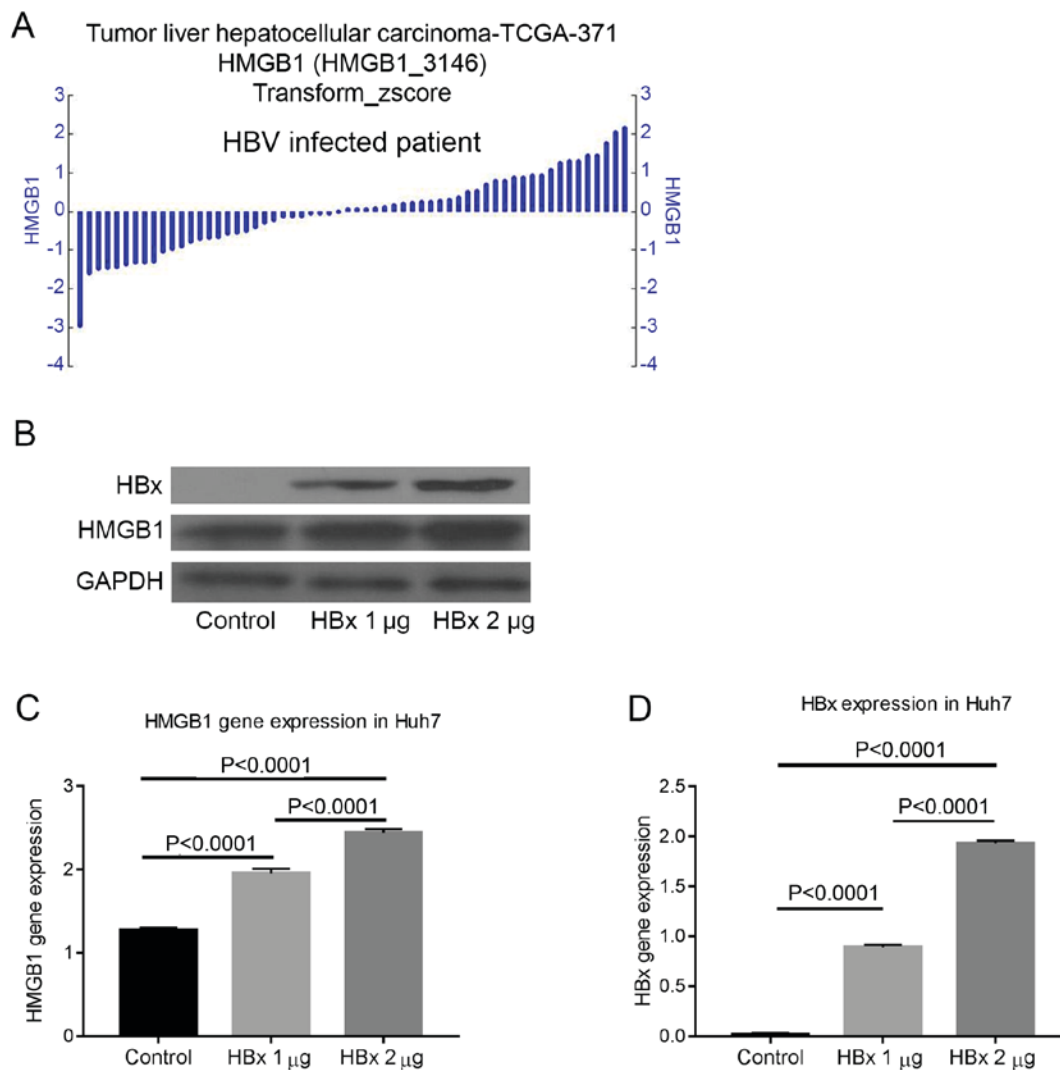 A
Tumor liver hepatocellular carcinoma-TCGA-371
HMGB1 (HMGB1_3146)
Transform_zscore
HBV infected patient
HMGB1
3
2
1
0
-1
-2
-3
-4
3
2
1
0
-1
-2
-3
-4
HMGB1
B
HBx
HMGB1
GAPDH
Control HBx 1 µg HBx 2 µg
C
HMGB1 gene expression in Huh7
P<0.0001
P<0.0001
P<0.0001
HMGB1 gene expression
3
2
1
0
Control HBx 1 µg HBx 2 µg
D
HBx expression in Huh7
P<0.0001
P<0.0001
P<0.0001
HBx gene expression
2.5
2.0
1.5
1.0
0.5
0.0
Control HBx 1 µg HBx 2 µg